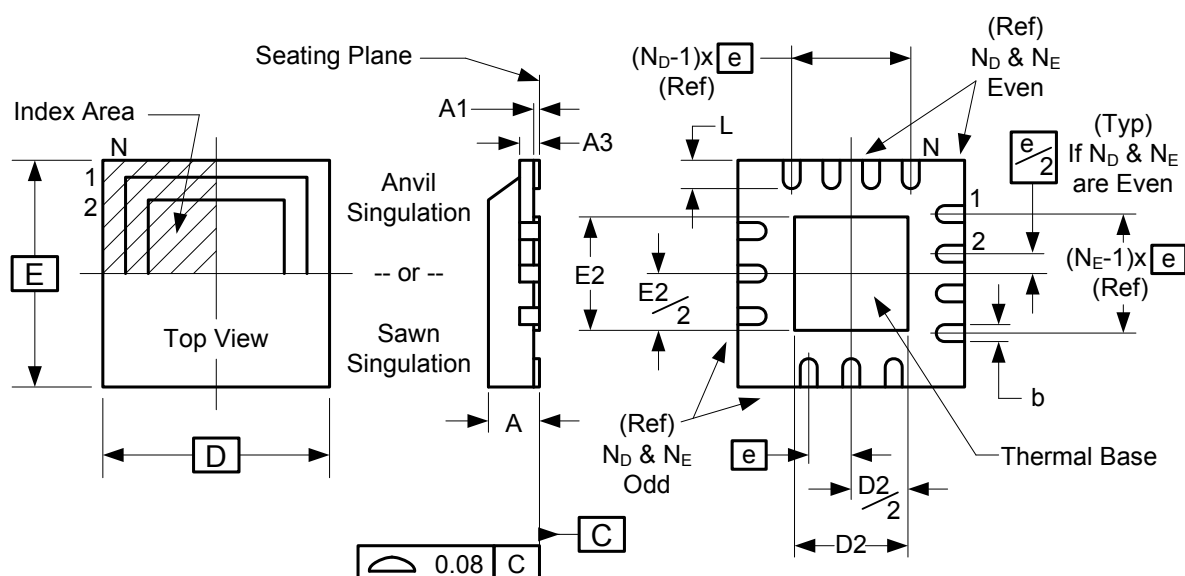 Seating Plane
(N_D-1)x e
(Ref)
(Ref)
N_D & N_E
Even
Index Area
A1
L
A3
N
N
(Typ)
If N_D & N_E
are Even
e/2
1
2
Anvil
Singulation
1
2
E
-- or --
E2
E2/2
(N_E-1)x e
(Ref)
Top View
Sawn
Singulation
A
b
(Ref)
N_D & N_E
Odd
e
Thermal Base
D
D2/2
C
D2
0.08 C